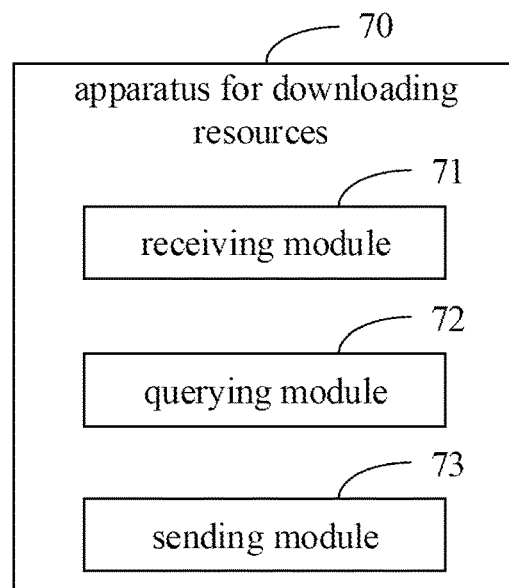 70
apparatus for downloading
resources
71
receiving module
72
querying module
73
sending module